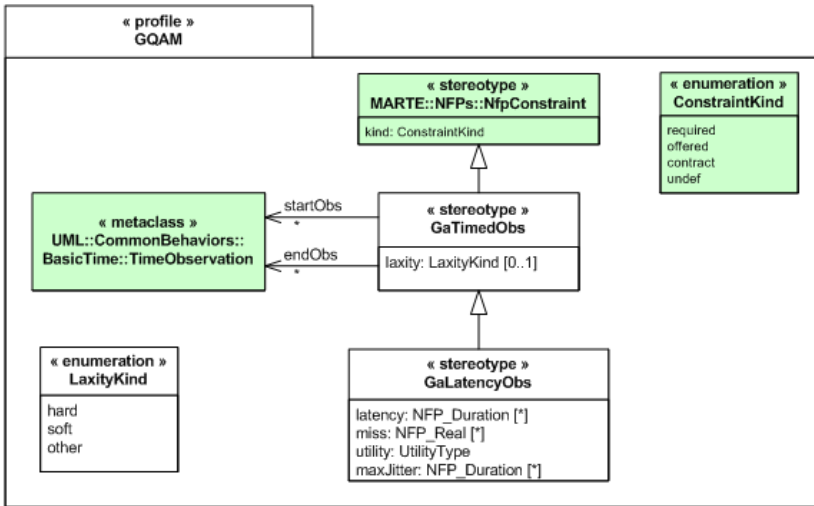 « profile »
GQAM
« stereotype »
MARTE::NFPs::NfpConstraint
kind: ConstraintKind
« enumeration »
ConstraintKind
required
offered
contract
undef
« metaclass »
UML::CommonBehaviors::
BasicTime::TimeObservation
startObs
*
endObs
*
« stereotype »
GaTimedObs
laxity: LaxityKind [0..1]
« enumeration »
LaxityKind
hard
soft
other
« stereotype »
GaLatencyObs
latency: NFP_Duration [*]
miss: NFP_Real [*]
utility: UtilityType
maxJitter: NFP_Duration [*]